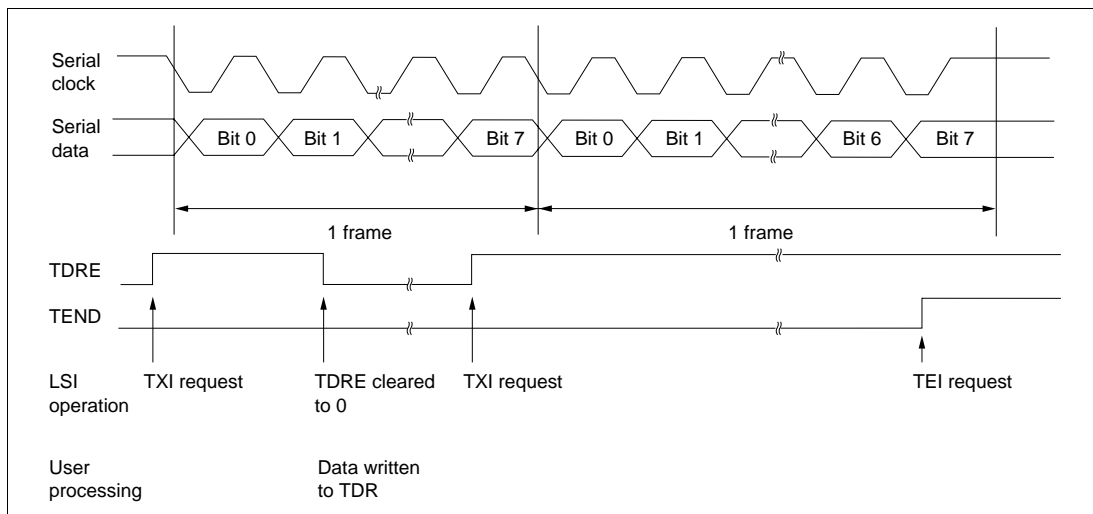 Serial
clock
Serial
data
Bit 0
Bit 1
Bit 7
Bit 0
Bit 1
Bit 6
Bit 7
1 frame
1 frame
TDRE
TEND
LSI
operation
TXI request
TDRE cleared
to 0
TXI request
TEI request
User
processing
Data written
to TDR